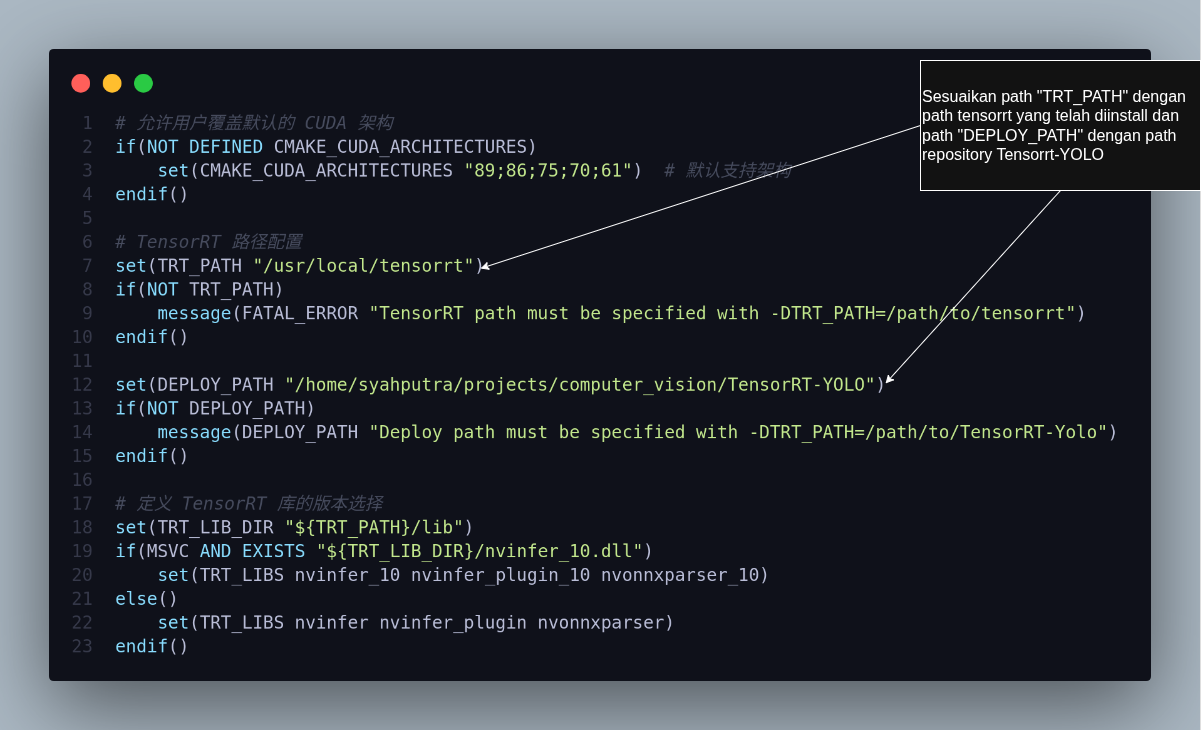 1 # 允许用户覆盖默认的 CUDA 架构
2 if(NOT DEFINED CMAKE_CUDA_ARCHITECTURES)
3     set(CMAKE_CUDA_ARCHITECTURES "89;86;75;70;61")  # 默认支持架构
4 endif()
5
6 # TensorRT 路径配置
7 set(TRT_PATH "/usr/local/tensorrt")
8 if(NOT TRT_PATH)
9     message(FATAL_ERROR "TensorRT path must be specified with -DTRT_PATH=/path/to/tensorrt")
10 endif()
11
12 set(DEPLOY_PATH "/home/syahputra/projects/computer_vision/TensorRT-YOLO")
13 if(NOT DEPLOY_PATH)
14     message(DEPLOY_PATH "Deploy path must be specified with -DTRT_PATH=/path/to/TensorRT-Yolo")
15 endif()
16
17 # 定义 TensorRT 库的版本选择
18 set(TRT_LIB_DIR "${TRT_PATH}/lib")
19 if(MSVC AND EXISTS "${TRT_LIB_DIR}/nvinfer_10.dll")
20     set(TRT_LIBS nvinfer_10 nvinfer_plugin_10 nvonnxparser_10)
21 else()
22     set(TRT_LIBS nvinfer nvinfer_plugin nvonnxparser)
23 endif()
Sesuaikan path "TRT_PATH" dengan
path tensorrt yang telah diinstall dan
path "DEPLOY_PATH" dengan path
repository Tensorrt-YOLO